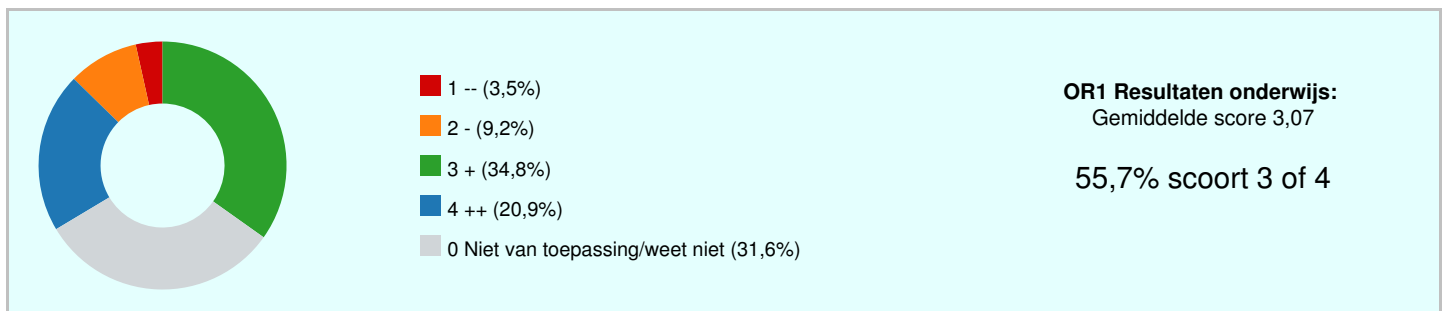 1 -- (3,5%)
2 - (9,2%)
3 + (34,8%)
4 ++ (20,9%)
0 Niet van toepassing/weet niet (31,6%)
OR1 Resultaten onderwijs:
Gemiddelde score 3,07
55,7% scoort 3 of 4